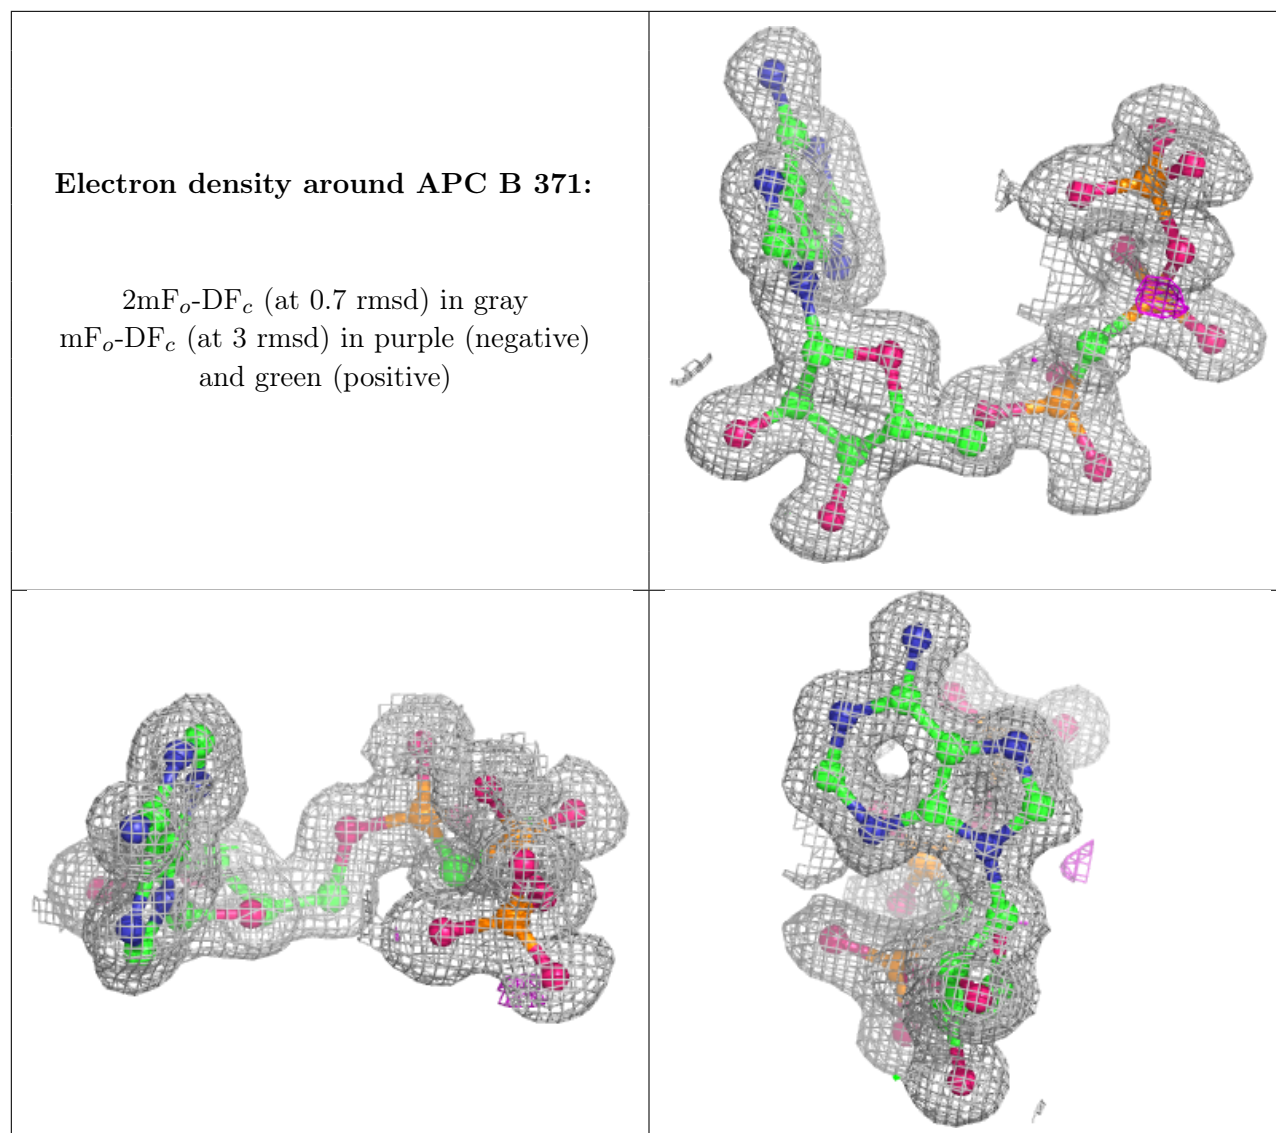 Electron density around APC B 371:
2mFo-DFc (at 0.7 rmsd) in gray
mFo-DFc (at 3 rmsd) in purple (negative)
and green (positive)